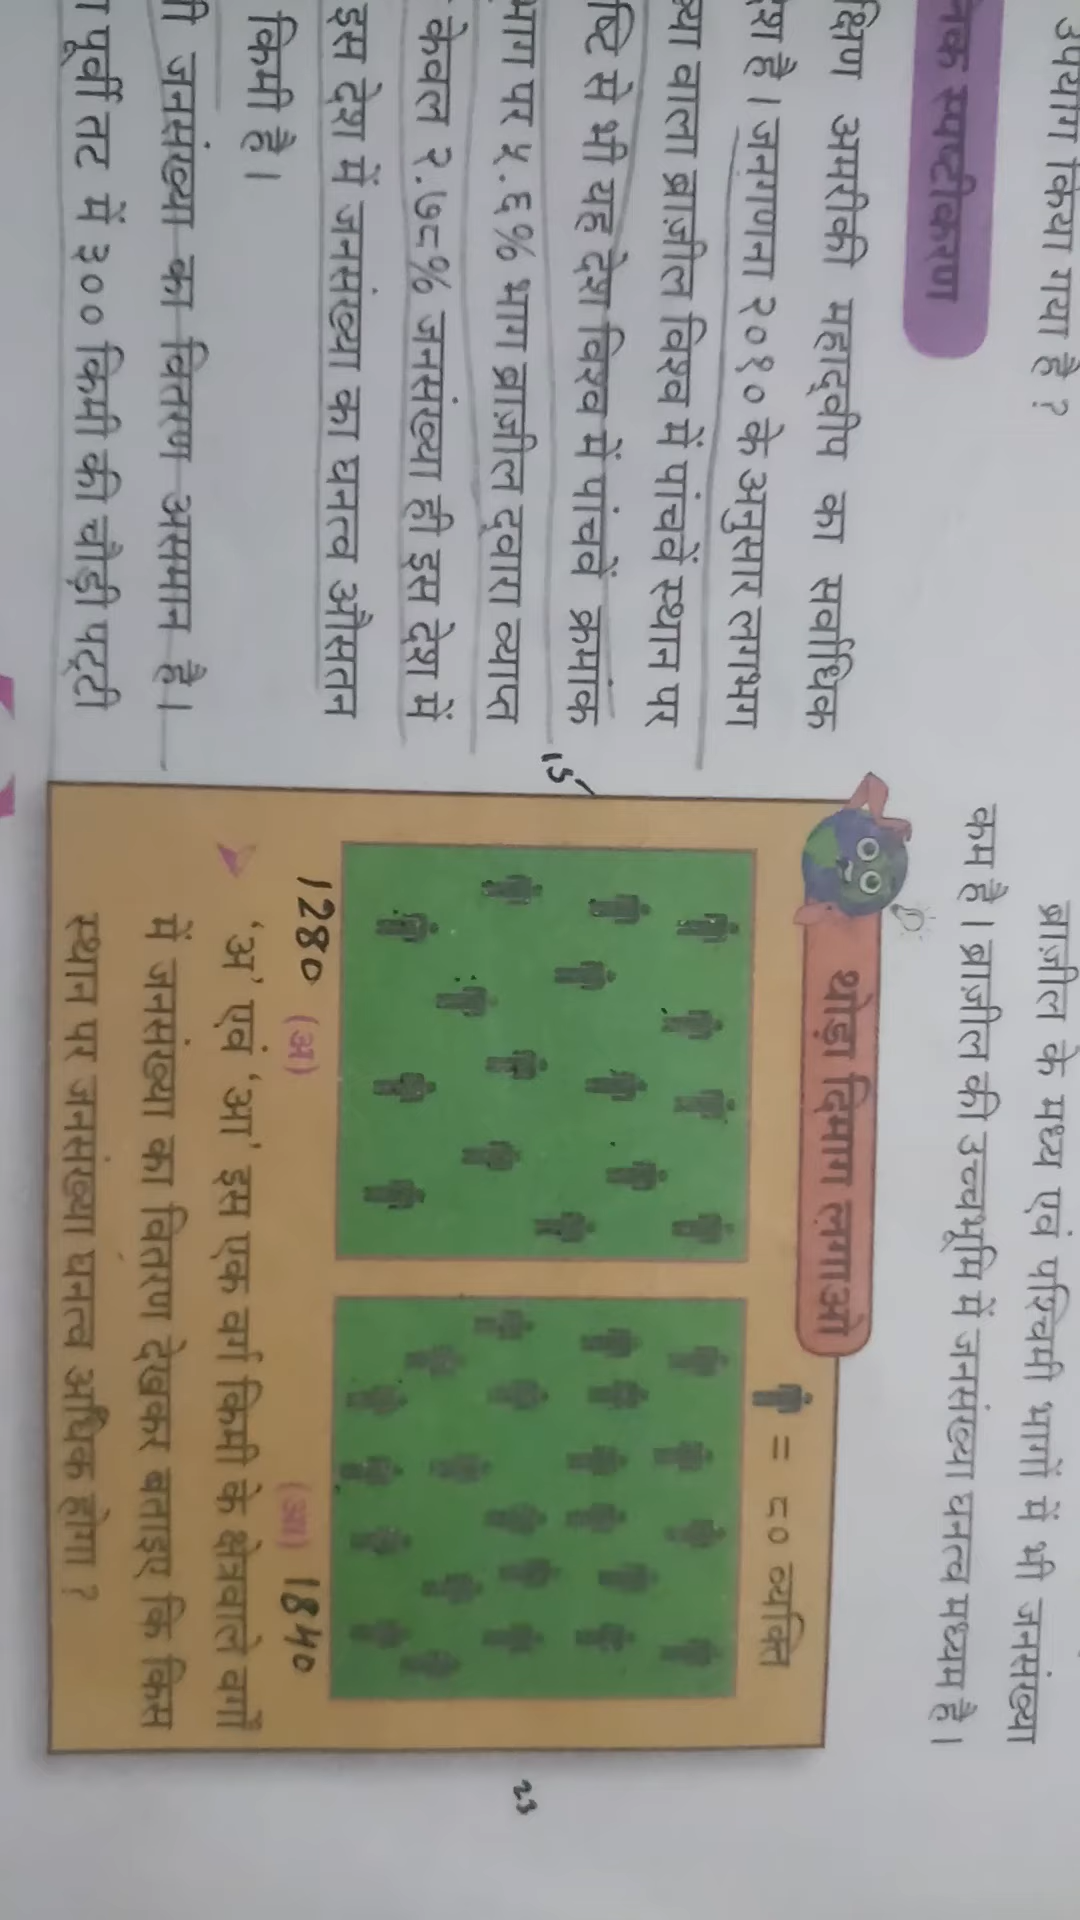 उपयोग किया गया है ?
स्पष्टीकरण
अमरीकी महाद्वीप का सर्वाधिक
है । जनगणना २०१० के अनुसार लगभग
वाला ब्राज़ील विश्व में पांचवें स्थान पर
से भी यह देश विश्व में पांचवें क्रमांक
पर ५.६% भाग ब्राज़ील द्वारा व्याप्त
केवल २.७८% जनसंख्या ही इस देश में
इस देश में जनसंख्या का घनत्व औसतन
किमी है ।
जनसंख्या का वितरण असमान है ।
पूर्वी तट में ३०० किमी की चौड़ी पट्टी
ब्राज़ील के मध्य एवं पश्चिमी भागों में भी जनसंख्या
कम है । ब्राज़ील की उच्चभूमि में जनसंख्या घनत्व मध्यम है ।
थोड़ा दिमाग लगाओ
= ८० व्यक्ति
15
23
1280 (अ)
(आ) 1840
'अ' एवं 'आ' इस एक वर्ग किमी के क्षेत्रवाले वर्गों
में जनसंख्या का वितरण देखकर बताइए कि किस
स्थान पर जनसंख्या घनत्व अधिक होगा ?